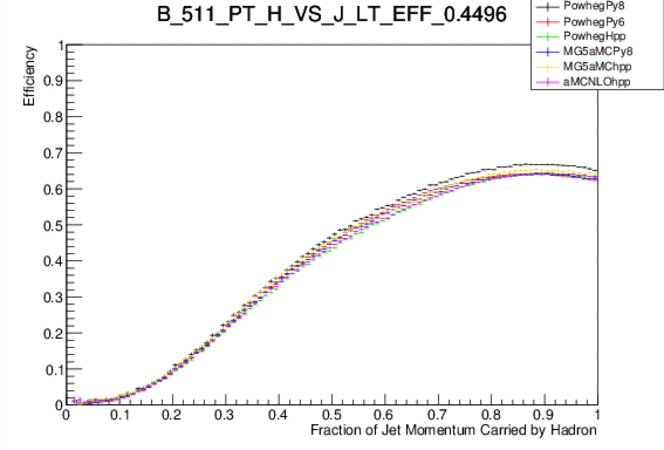 B_511_PT_H_VS_J_LT_EFF_0.4496
PowhegPy8
PowhegPy6
PowhegHpp
MG5aMCPy8
MG5aMChpp
aMCNLOhpp
Efficiency
1
0.9
0.8
0.7
0.6
0.5
0.4
0.3
0.2
0.1
0
0 0.1 0.2 0.3 0.4 0.5 0.6 0.7 0.8 0.9 1
Fraction of Jet Momentum Carried by Hadron